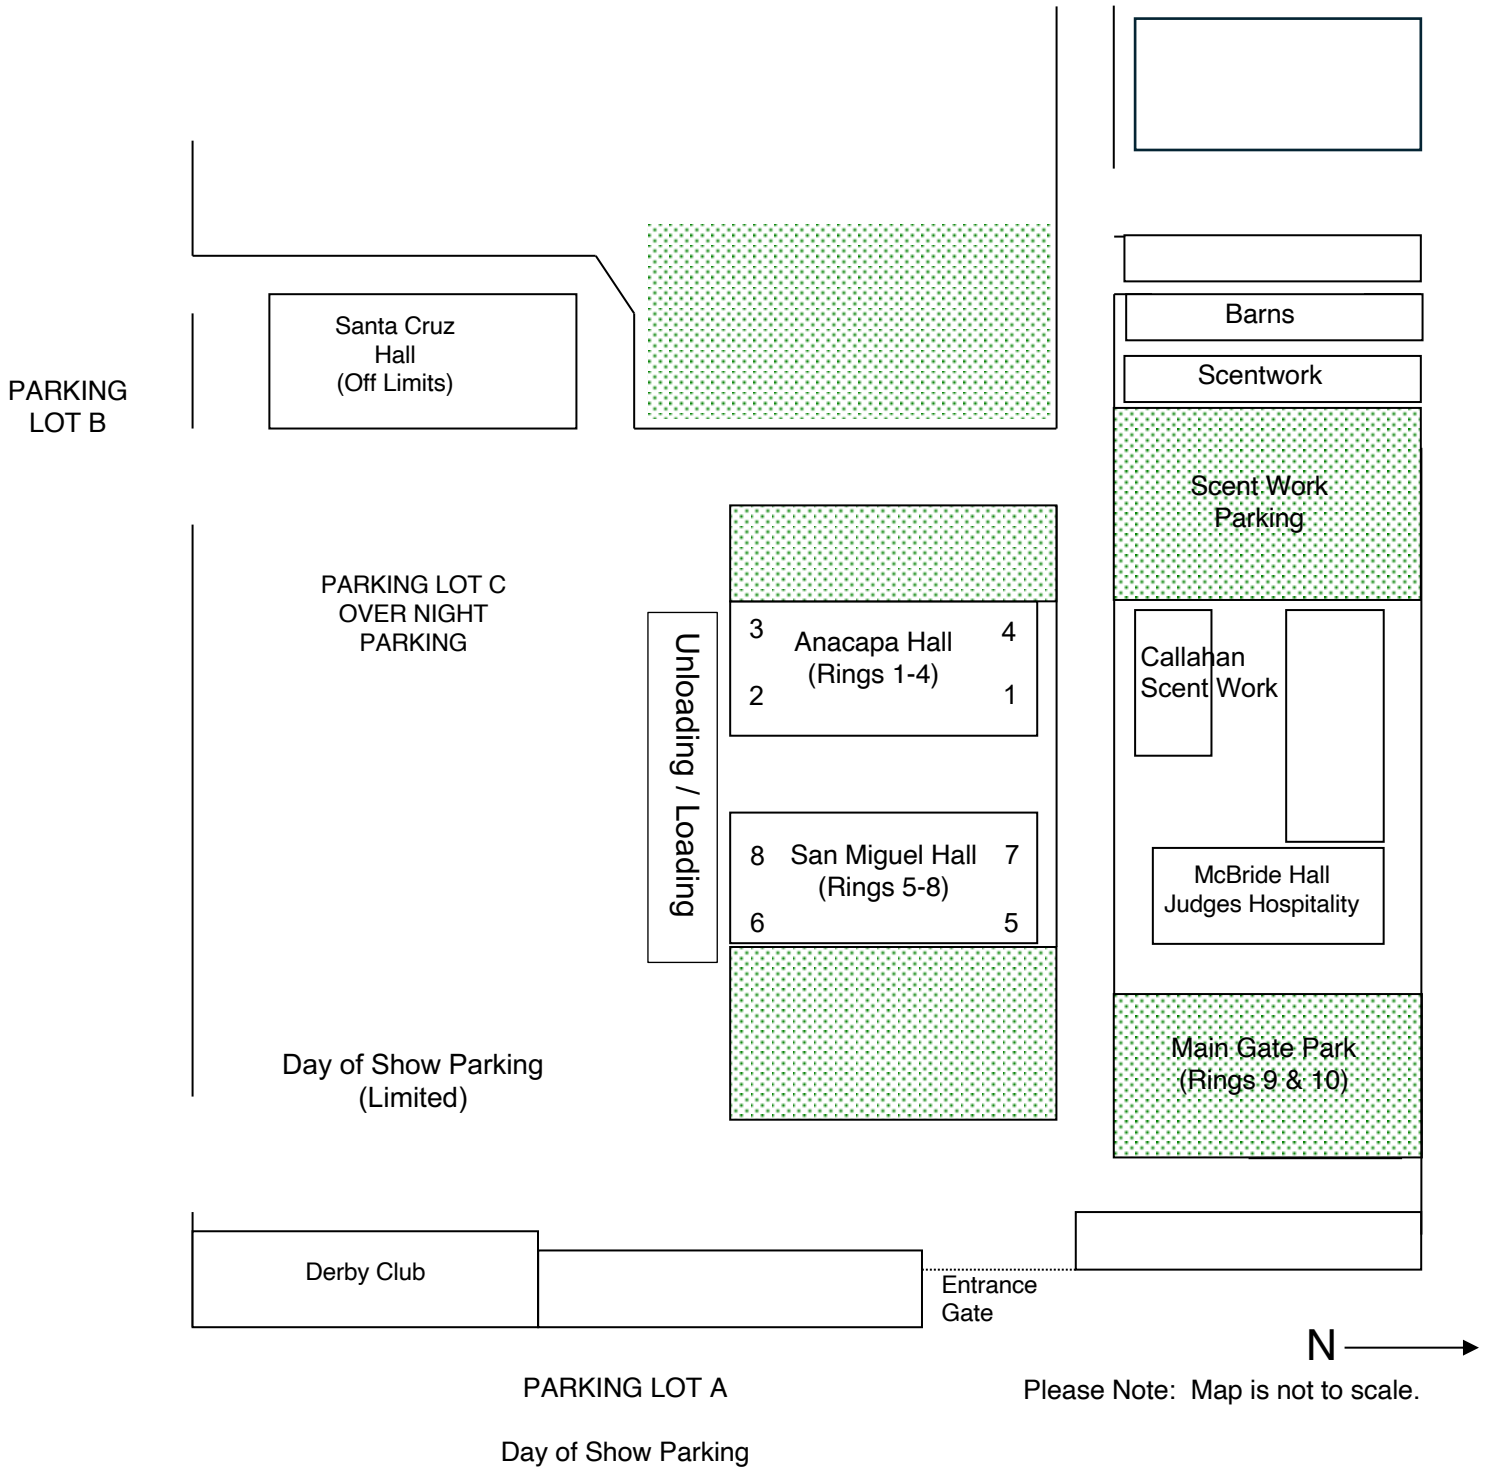 Santa Cruz
Hall
(Off Limits)
Barns
Scentwork
PARKING
LOT B
Scent Work
Parking
PARKING LOT C
OVER NIGHT
PARKING
Unloading / Loading
3
Anacapa Hall
4
(Rings 1-4)
2
1
Callahan
Scent Work
8
San Miguel Hall
7
(Rings 5-8)
6
5
McBride Hall
Judges Hospitality
Day of Show Parking
(Limited)
Main Gate Park
(Rings 9 & 10)
Derby Club
Entrance
Gate
N
PARKING LOT A
Please Note:  Map is not to scale.
Day of Show Parking